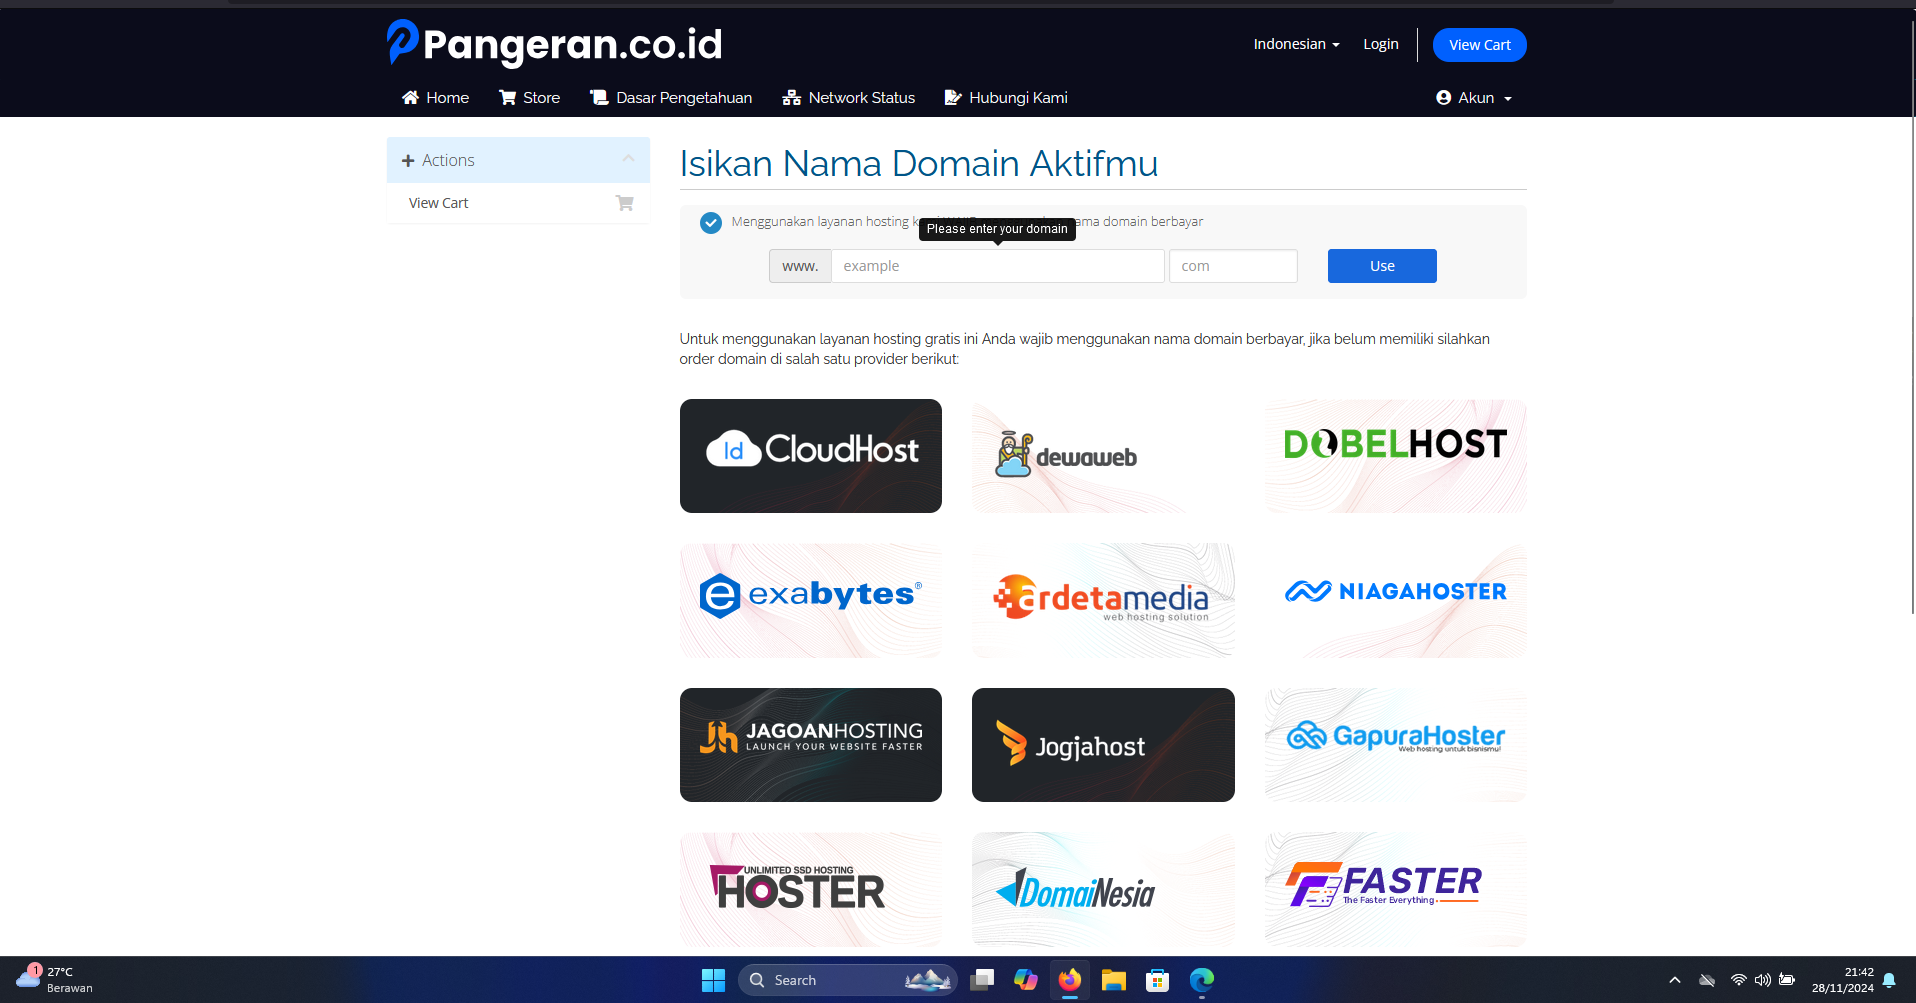 Pangeran.co.id
Indonesian
Login
View Cart
Home
Store
Dasar Pengetahuan
Network Status
Hubungi Kami
Akun
Actions
View Cart
Isikan Nama Domain Aktifmu
Menggunakan layanan hosting nama domain berbayar
Please enter your domain
www.
example
com
Use
Untuk menggunakan layanan hosting gratis ini Anda wajib menggunakan nama domain berbayar, jika belum memiliki silahkan
order domain di salah satu provider berikut:
Id CloudHost
dewaweb
DOBELHOST
e exabytes®
ardetamedia
web hosting solution
NIAGAHOSTER
Jh JAGOANHOSTING
LAUNCH YOUR WEBSITE FASTER
Jogjahost
GapuraHoster
Web hosting untuk bisnismu!
UNLIMITED SSD HOSTING
HOSTER
DomaiNesia
FASTER
The Faster Everything
1
27°C
Berawan
Search
21:42
28/11/2024